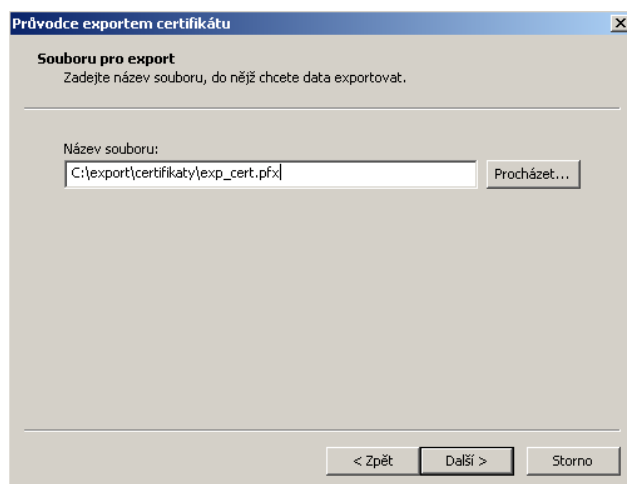 Průvodce exportem certifikátu
Souboru pro export
Zadejte název souboru, do nějž chcete data exportovat.
Název souboru:
C:\export\certifikaty\exp_cert.pfx
Procházet...
< Zpět
Další >
Storno